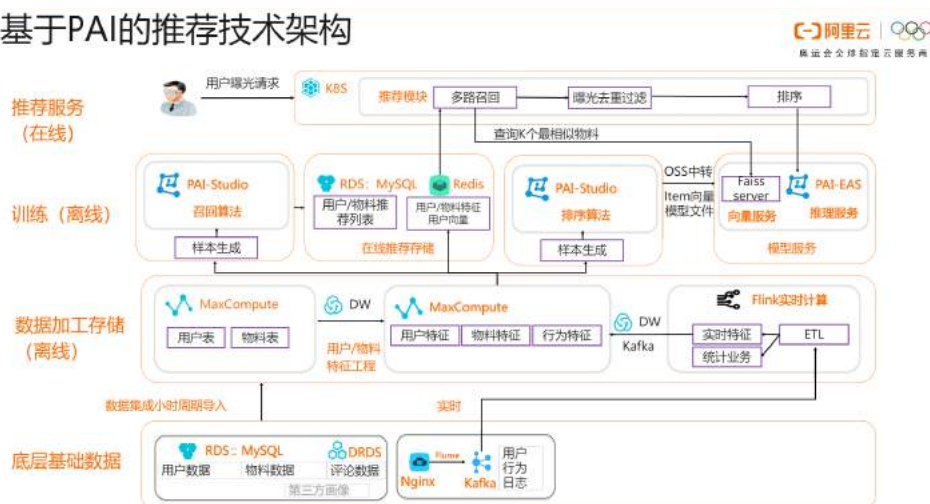 基于PAI的推荐技术架构
阿里云
奥运会全球指定云服务商
推荐服务
（在线）
用户曝光请求
K8S
推荐模块
多路召回
曝光去重过滤
排序
查询K个最相似物料
训练（离线）
PAI-Studio
召回算法
样本生成
RDS：MySQL
Redis
用户/物料推
荐列表
用户/物料特征
用户向量
在线推荐存储
PAI-Studio
排序算法
样本生成
OSS中转
Item向量
模型文件
Faiss
server
向量服务
PAI-EAS
推理服务
模型服务
数据加工存储
（离线）
MaxCompute
用户表
物料表
DW
用户/物料
特征工程
MaxCompute
用户特征
物料特征
行为特征
DW
Kafka
Flink实时计算
实时特征
统计业务
ETL
数据集成小时周期导入
实时
底层基础数据
RDS：MySQL
DRDS
用户数据
物料数据
评论数据
第三方画像
Nginx
Flume
Kafka
用户
行为
日志